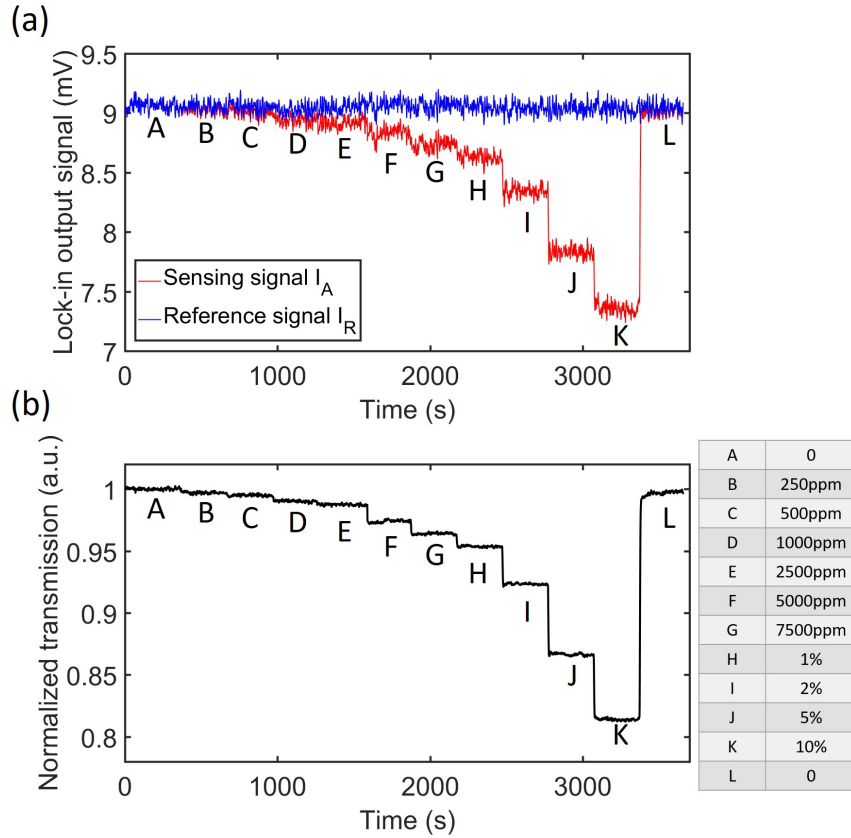 (a)
Lock-in output signal (mV)
9.5
9
8.5
8
7.5
7
A
B
C
D
E
F
G
H
I
J
K
L
Sensing signal I_A
Reference signal I_R
0
1000
2000
3000
Time (s)
(b)
Normalized transmission (a.u.)
1
0.95
0.9
0.85
0.8
A
B
C
D
E
F
G
H
I
J
K
L
0
1000
2000
3000
Time (s)
A 0
B 250ppm
C 500ppm
D 1000ppm
E 2500ppm
F 5000ppm
G 7500ppm
H 1%
I 2%
J 5%
K 10%
L 0